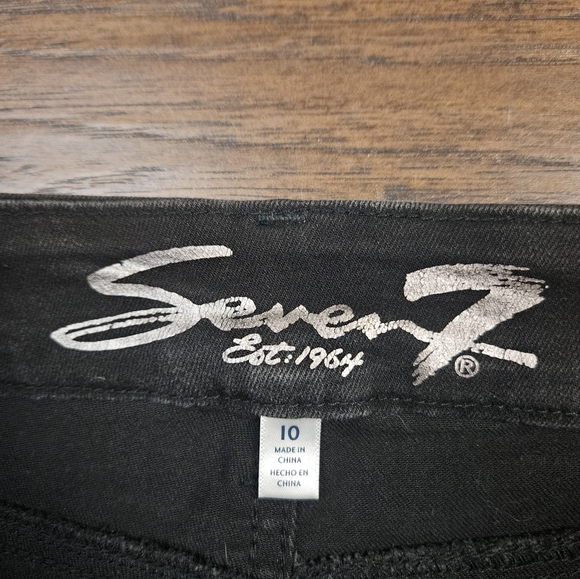 Seven7
Est: 1964
®
10
MADE IN
CHINA
HECHO EN
CHINA